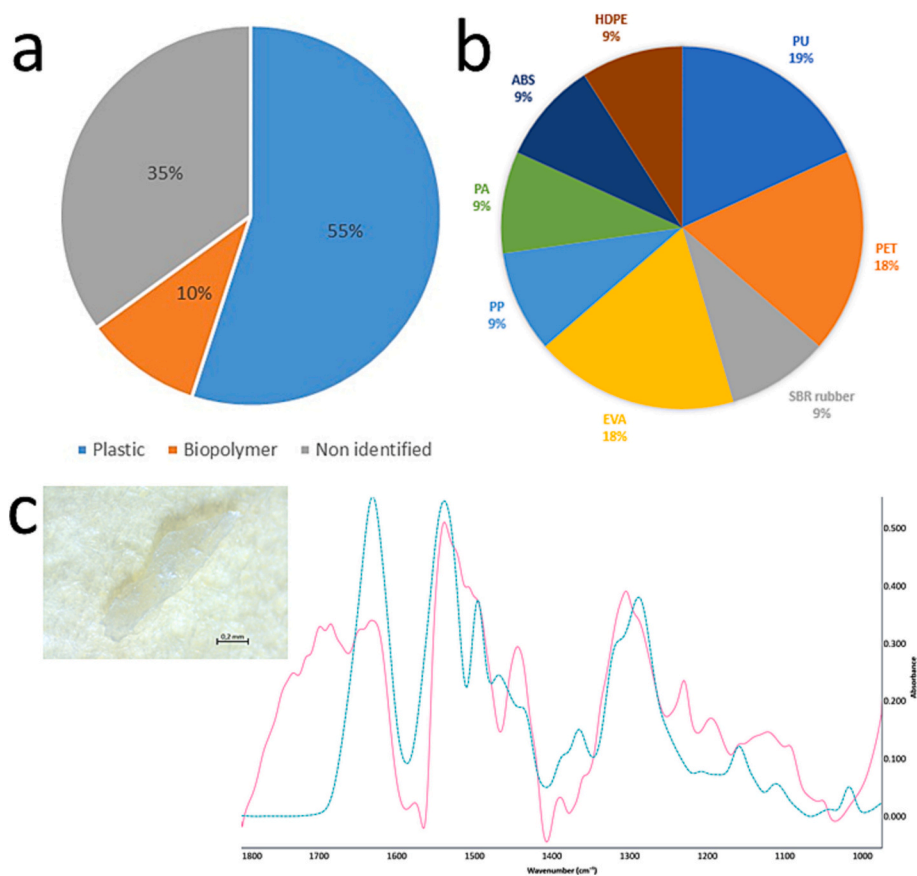 a
35%
55%
10%
Plastic Biopolymer Non identified
b
HDPE
9%
PU
19%
ABS
9%
PA
9%
PET
18%
PP
9%
SBR rubber
9%
EVA
18%
c
0,2 mm
0.500
0.400
0.300
0.200
0.100
0.000
Absorbance
1800 1700 1600 1500 1400 1300 1200 1100 1000
Wavenumber (cm⁻¹)